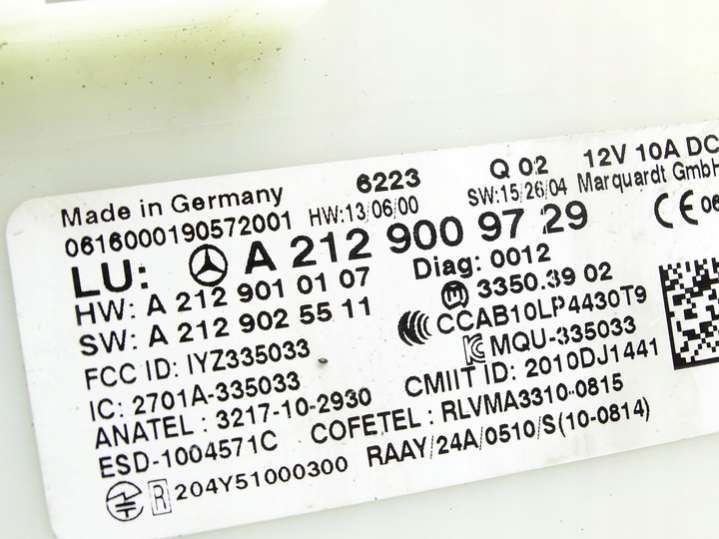 Made in Germany 6223 Q 02 12V 10A DC
0616000190572001 HW:13/06/00 SW:15/26/04 Marquardt GmbH
LU: A 212 900 97 29 CE
HW: A 212 901 01 07 Diag: 0012
SW: A 212 902 55 11 3350.39 02
CCAB10LP4430T9
FCC ID: IYZ335033 MQU-335033
IC: 2701A-335033 CMIIT ID: 2010DJ1441
ANATEL : 3217-10-2930 COFETEL : RLVMA3310-0815
ESD-1004571C RAAY/24A/0510/S(10-0814)
R 204Y51000300